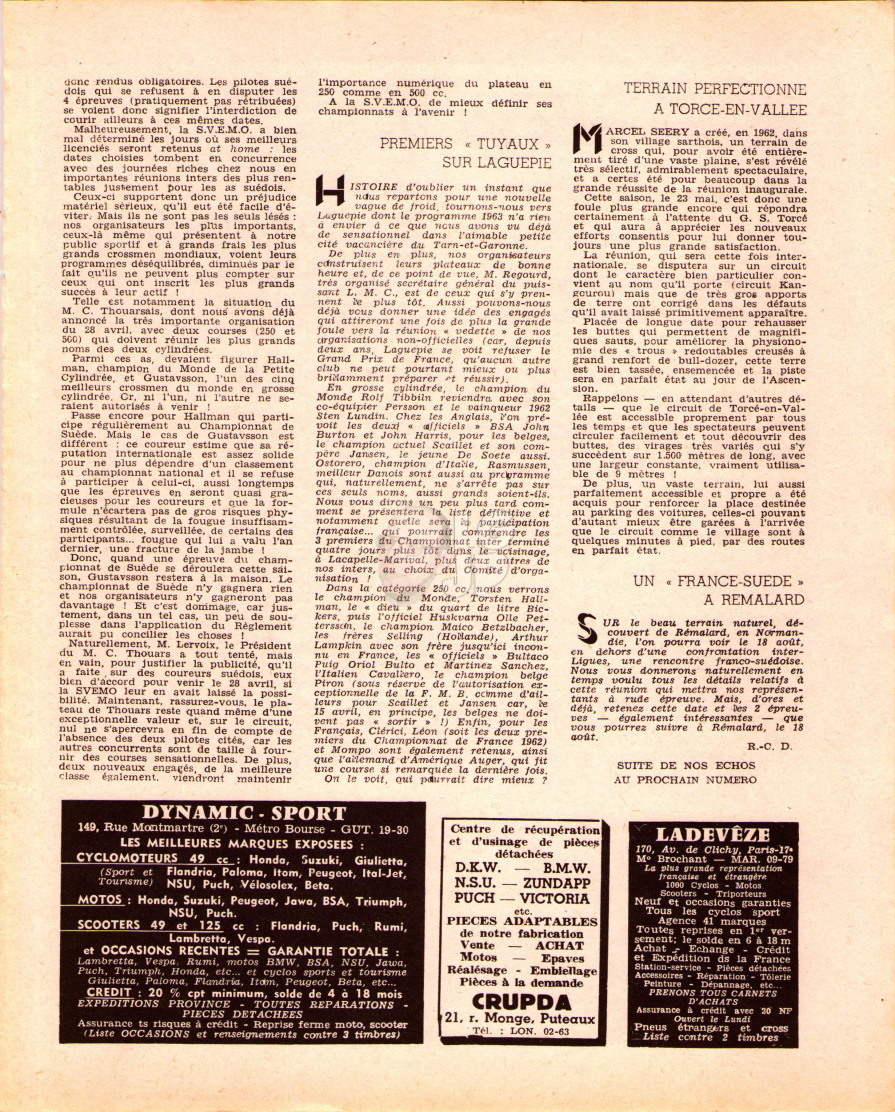 donc rendus obligatoires. Les pilotes sué-
dois qui se refusent à en disputer les
4 épreuves (pratiquement pas rétribuées)
se voient donc signifier l'interdiction de
courir ailleurs à ces mêmes dates.
Malheureusement, la S.V.E.M.O. a bien
mal déterminé les jours où ses meilleurs
licenciés seront retenus at home : les
dates choisies tombent en concurrence
avec des journées riches chez nous en
importantes réunions inters des plus ren-
tables justement pour les as suédois.
Ceux-ci supportent donc un préjudice
matériel sérieux, qu'il eut été facile d'é-
viter. Mais ils ne sont pas les seuls lésés :
nos organisateurs les plus importants,
ceux-là même qui présentent à notre
public sportif et à grands frais les plus
grands crossmen mondiaux, voient leurs
programmes déséquilibrés, diminués par le
fait qu'ils ne peuvent plus compter sur
ceux qui ont inscrit les plus grands
succès à leur actif !
Telle est notamment la situation du
M. C. Thouarsais, dont nous avons déjà
annoncé la très importante organisation
du 28 avril, avec deux courses (250 et
500) qui doivent réunir les plus grands
noms des deux cylindrées.
Parmi ces as, devaient figurer Hall-
man, champion du Monde de la Petite
Cylindrée, et Gustavsson, l'un des cinq
meilleurs crossmen du monde en grosse
cylindrée. Or, ni l'un, ni l'autre ne se-
raient autorisés à venir !
Passe encore pour Hallman qui parti-
cipe régulièrement au Championnat de
Suède. Mais le cas de Gustavsson est
différent : ce coureur estime que sa ré-
putation internationale est assez solide
pour ne plus dépendre d'un classement
au championnat national et il se refuse
à participer à celui-ci, aussi longtemps
que les épreuves en seront quasi gra-
cieuses pour les coureurs et que la for-
mule n'écartera pas de gros risques phy-
siques résultant de la fougue insuffisam-
ment contrôlée, surveillée, de certains des
participants... fougue qui lui a valu l'an
dernier, une fracture de la jambe !
Donc, quand une épreuve du cham-
pionnat de Suède se déroulera cette sai-
son, Gustavsson restera à la maison. Le
championnat de Suède n'y gagnera rien
et nos organisateurs n'y gagneront pas
davantage ! Et c'est dommage, car jus-
tement, dans un tel cas, un peu de sou-
plesse dans l'application du Règlement
aurait pu concilier les choses !
Naturellement, M. Lervoix, le Président
du M. C. Thouars a tout tenté, mais
en vain, pour justifier la publicité, qu'il
a faite sur des coureurs suédois, eux
bien d'accord pour venir le 28 avril, si
la SVEMO leur en avait laissé la possi-
bilité. Maintenant, rassurez-vous, le pla-
teau de Thouars reste quand même d'une
exceptionnelle valeur et, sur le circuit,
nul ne s'apercevra en fin de compte de
l'absence des deux pilotes cités, car les
autres concurrents sont de taille à four-
nir des courses sensationnelles. De plus,
deux nouveaux engagés, de la meilleure
classe également, viendront maintenir
l'importance numérique du plateau en
250 comme en 500 cc.
A la S.V.E.M.O. de mieux définir ses
championnats à l'avenir !
PREMIERS « TUYAUX »
SUR LAGUEPIE
HISTOIRE d'oublier un instant que
nous repartons pour une nouvelle
vague de froid, tournons-nous vers
Laguepie dont le programme 1963 n'a rien
à envier à ce que nous avons vu déjà
de sensationnel dans l'aimable petite
cité vacancière du Tarn-et-Garonne.
De plus en plus, nos organisateurs
construisent leurs plateaux de bonne
heure et, de ce point de vue, M. Regourd,
très organisé secrétaire général du puis-
sant L. M. C., est de ceux qui s'y pren-
nent le plus tôt. Aussi pouvons-nous
déjà vous donner une idée des engagés
qui attireront une fois de plus la grande
foule vers la réunion « vedette » de nos
organisations non-officielles (car, depuis
deux ans, Laguepie se voit refuser le
Grand Prix de France, qu'aucun autre
club ne peut pourtant mieux ou plus
brillamment préparer et réussir).
En grosse cylindrée, le champion du
Monde Rolf Tibblin reviendra avec son
co-équipier Persson et le vainqueur 1962
Sten Lundin. Chez les Anglais, l'on pré-
voit les deux « officiels » BSA John
Burton et John Harris, pour les belges,
le champion actuel Scaillet et son com-
père Jansen, le jeune De Soete aussi.
Ostorero, champion d'Italie, Rasmussen,
meilleur Danois sont aussi au programme
qui, naturellement, ne s'arrête pas sur
ces seuls noms, aussi grands soient-ils.
Nous vous dirons un peu plus tard com-
ment se présentera la liste définitive et
notamment quelle sera la participation
française... qui pourrait comprendre les
3 premiers du Championnat inter terminé
quatre jours plus tôt dans le voisinage,
à Lacapelle-Marival, plus deux autres de
nos inters, au choix du Comité d'orga-
nisation !
Dans la catégorie 250 cc, nous verrons
le champion du Monde, Torsten Hall-
man, le « dieu » du quart de litre Bic-
kers, puis l'officiel Huskvarna Olle Pet-
tersson, le champion Maico Betzlbacher,
les frères Selling (Hollande), Arthur
Lampkin avec son frère jusqu'ici incon-
nu en France, les « officiels » Bultaco
Puig Oriol Bulto et Martinez Sanchez,
l'Italien Cavallero, le champion belge
Piron (sous réserve de l'autorisation ex-
ceptionnelle de la F. M. B. comme d'ail-
leurs pour Scaillet et Jansen car, le
15 avril, en principe, les belges ne doi-
vent pas « sortir » !) Enfin, pour les
Français, Clérici, Léon (soit les deux pre-
miers du Championnat de France 1962)
et Mompo sont également retenus, ainsi
que l'allemand d'Amérique Auger, qui fit
une course si remarquée la dernière fois.
On le voit, qui pourrait dire mieux ?
TERRAIN PERFECTIONNE
A TORCE-EN-VALLEE
MARCEL SEERY a créé, en 1962, dans
son village sarthois, un terrain de
cross qui, pour avoir été entière-
ment tiré d'une vaste plaine, s'est révélé
très sélectif, admirablement spectaculaire,
et a certes été pour beaucoup dans la
grande réussite de la réunion inaugurale.
Cette saison, le 23 mai, c'est donc une
foule plus grande encore qui répondra
certainement à l'attente du G. S. Torcé
et qui aura à apprécier les nouveaux
efforts consentis pour lui donner tou-
jours une plus grande satisfaction.
La réunion, qui sera cette fois inter-
nationale, se disputera sur un circuit
dont le caractère bien particulier con-
vient au nom qu'il porte (circuit Kan-
gourou) mais que de très gros apports
de terre ont corrigé dans les défauts
qu'il avait laissé primitivement apparaître.
Placée de longue date pour rehausser
les buttes qui permettent de magnifi-
ques sauts, pour améliorer la physiono-
mie des « trous » redoutables creusés à
grand renfort de bull-dozer, cette terre
est bien tassée, ensemencée et la piste
sera en parfait état au jour de l'Ascen-
sion.
Rappelons — en attendant d'autres dé-
tails — que le circuit de Torcé-en-Val-
lée est accessible proprement par tous
les temps et que les spectateurs peuvent
circuler facilement et tout découvrir des
buttes, des virages très variés qui s'y
succèdent sur 1.500 mètres de long, avec
une largeur constante, vraiment utilisa-
ble de 9 mètres !
De plus, un vaste terrain, lui aussi
parfaitement accessible et propre a été
acquis pour renforcer la place destinée
au parking des voitures, celles-ci pouvant
d'autant mieux être garées à l'arrivée
que le circuit comme le village sont à
quelques minutes à pied, par des routes
en parfait état.
UN « FRANCE-SUEDE »
A REMALARD
SUR le beau terrain naturel, dé-
couvert de Rémalard, en Norman-
die, l'on pourra voir le 18 août,
en dehors d'une confrontation inter-
Ligues, une rencontre franco-suédoise.
Nous vous donnerons naturellement en
temps voulu tous les détails relatifs à
cette réunion qui mettra nos représen-
tants à rude épreuve. Mais, d'ores et
déjà, retenez cette date et les 2 épreu-
ves — également intéressantes — que
vous pourrez suivre à Rémalard, le 18
août.
R.-C. D.
SUITE DE NOS ECHOS
AU PROCHAIN NUMERO
DYNAMIC - SPORT
149, Rue Montmartre (2e) - Métro Bourse - GUT. 19-30
LES MEILLEURES MARQUES EXPOSEES :
CYCLOMOTEURS 49 cc : Honda, Suzuki, Giulietta,
(Sport et Flandria, Paloma, Itom, Peugeot, Ital-Jet,
Tourisme) NSU, Puch, Vélosolex, Beta.
MOTOS : Honda, Suzuki, Peugeot, Jawa, BSA, Triumph,
NSU, Puch.
SCOOTERS 49 et 125 cc : Flandria, Puch, Rumi,
Lambretta, Vespa.
et OCCASIONS RECENTES = GARANTIE TOTALE :
Lambretta, Vespa, Rumi, motos BMW, BSA, NSU, Jawa,
Puch, Triumph, Honda, etc... et cyclos sports et tourisme
Giulietta, Paloma, Flandria, Itom, Peugeot, Beta, etc...
CREDIT : 20 % cpt minimum, solde de 4 à 18 mois
EXPEDITIONS PROVINCE - TOUTES REPARATIONS -
PIECES DETACHEES
Assurance ts risques à crédit - Reprise ferme moto, scooter
(Liste OCCASIONS et renseignements contre 3 timbres)
Centre de récupération
et d'usinage de pièces
détachées
D.K.W. — B.M.W.
N.S.U. — ZUNDAPP
PUCH — VICTORIA
etc.
PIECES ADAPTABLES
de notre fabrication
Vente — ACHAT
Motos — Epaves
Réalésage - Embiellage
Pièces à la demande
CRUPDA
21, r. Monge, Puteaux
Tél. : LON. 02-63
LADEVÊZE
170, Av. de Clichy, Paris-17e
Mo Brochant — MAR. 09-79
La plus grande représentation
française et étrangère
1000 Cyclos - Motos
Scooters - Triporteurs
Neuf et occasions garanties
Tous les cyclos sport
Agence 41 marques
Toutes reprises en 1er ver-
sement; le solde en 6 à 18 m
Achat - Echange - Crédit
et Expédition ds la France
Station-service - Pièces détachées
Accessoires - Réparation - Tôlerie
Peinture - Dépannage, etc...
PRENONS TOUS CARNETS
D'ACHATS
Assurance à crédit avec 20 NF
Ouvert le Lundi
Pneus étrangers et cross
Liste contre 2 timbres